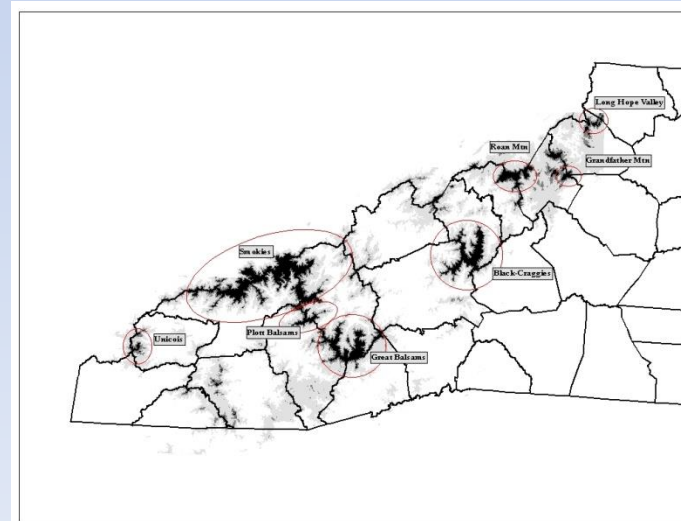 Long Hope Valley
Roan Mtn
Grandfather Mtn
Smokies
Black-Craggies
Plott Balsams
Unicois
Great Balsams